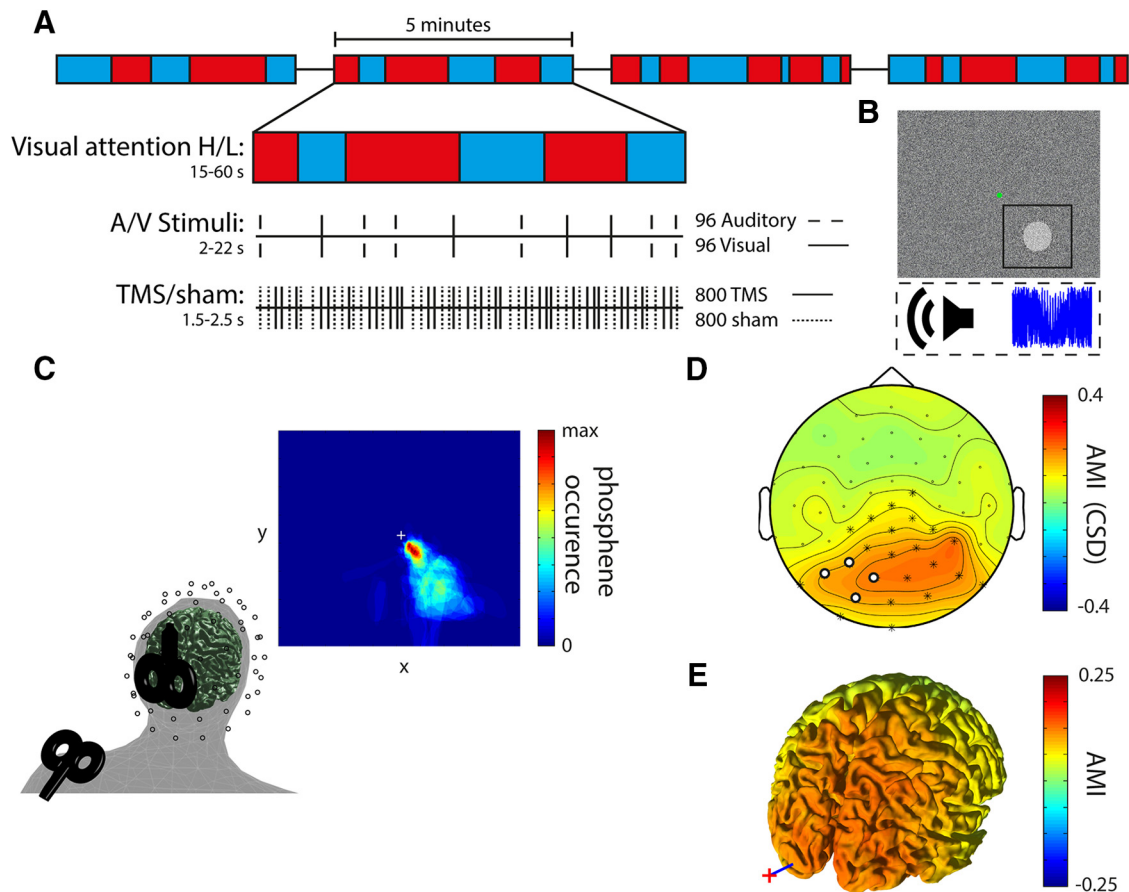 A
5 minutes
Visual attention H/L:
15-60 s
A/V Stimuli:
2-22 s
96 Auditory
96 Visual
TMS/sham:
1.5-2.5 s
800 TMS
800 sham
B
C
y
x
max
0
phosphene
occurence
D
0.4
-0.4
AMI (CSD)
E
0.25
-0.25
AMI